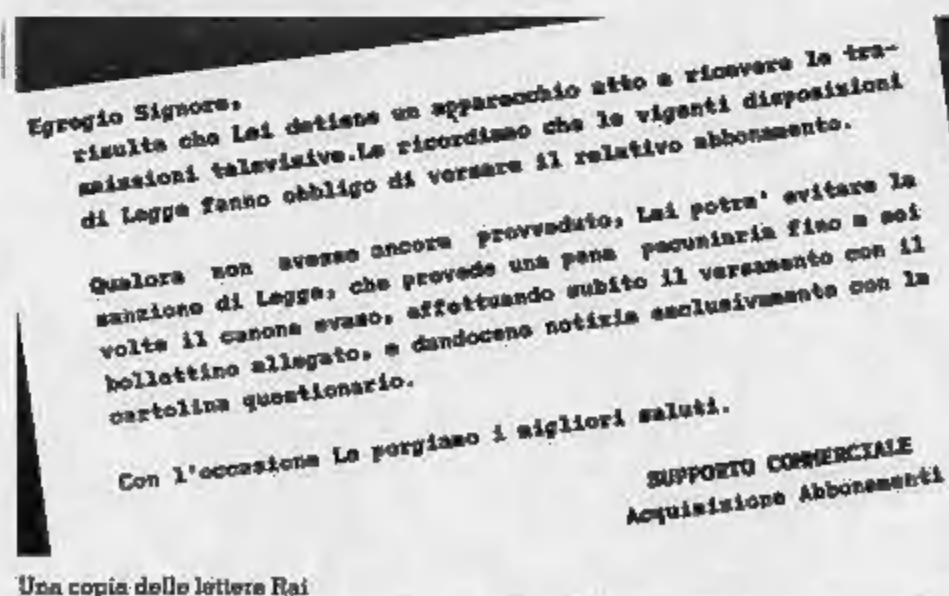 Egregio Signore,
risulta che Lei detiene un apparecchio atto a ricevere le tra-
smissioni televisive.Le ricordiamo che le vigenti disposizioni
di Legge fanno obbligo di versare il relativo abbonamento.
Qualora non avesse ancora provveduto, Lei potra' evitare la
sanzione di Legge, che prevede una pena pecuniaria fino a sei
volte il canone evaso, effettuando subito il versamento con il
bollettino allegato, e dandocene notizia esclusivamente con la
cartolina questionario.
Con l'occasione Le porgiamo i migliori saluti.
SUPPORTO COMMERCIALE
Acquisizione Abbonamenti
Una copia delle lettere Rai